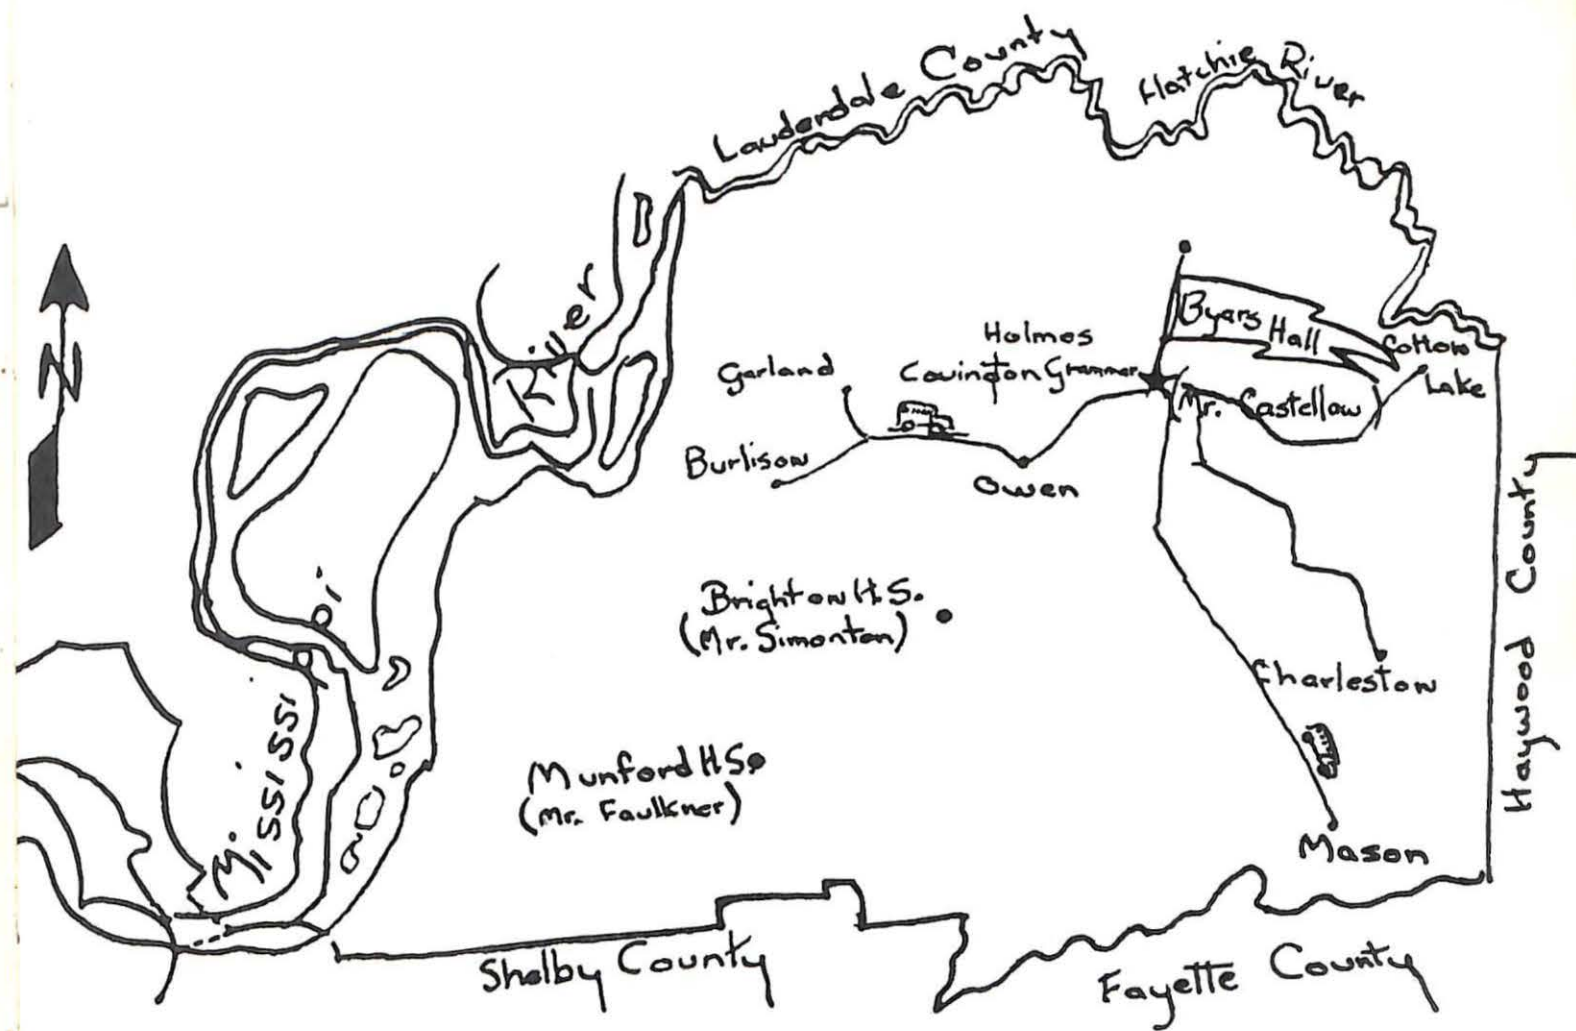 Lauderdale County
Hatchie River
N
River
Byars Hall
Holmes
Cotton Lake
Garland
Covington Grammar
(Mr. Castellaw)
Burlison
Owen
Brighton H.S.
(Mr. Simonton)
Charleston
Haywood County
Mississippi
Munford H.S.
(Mr. Faulkner)
Mason
Shelby County
Fayette County